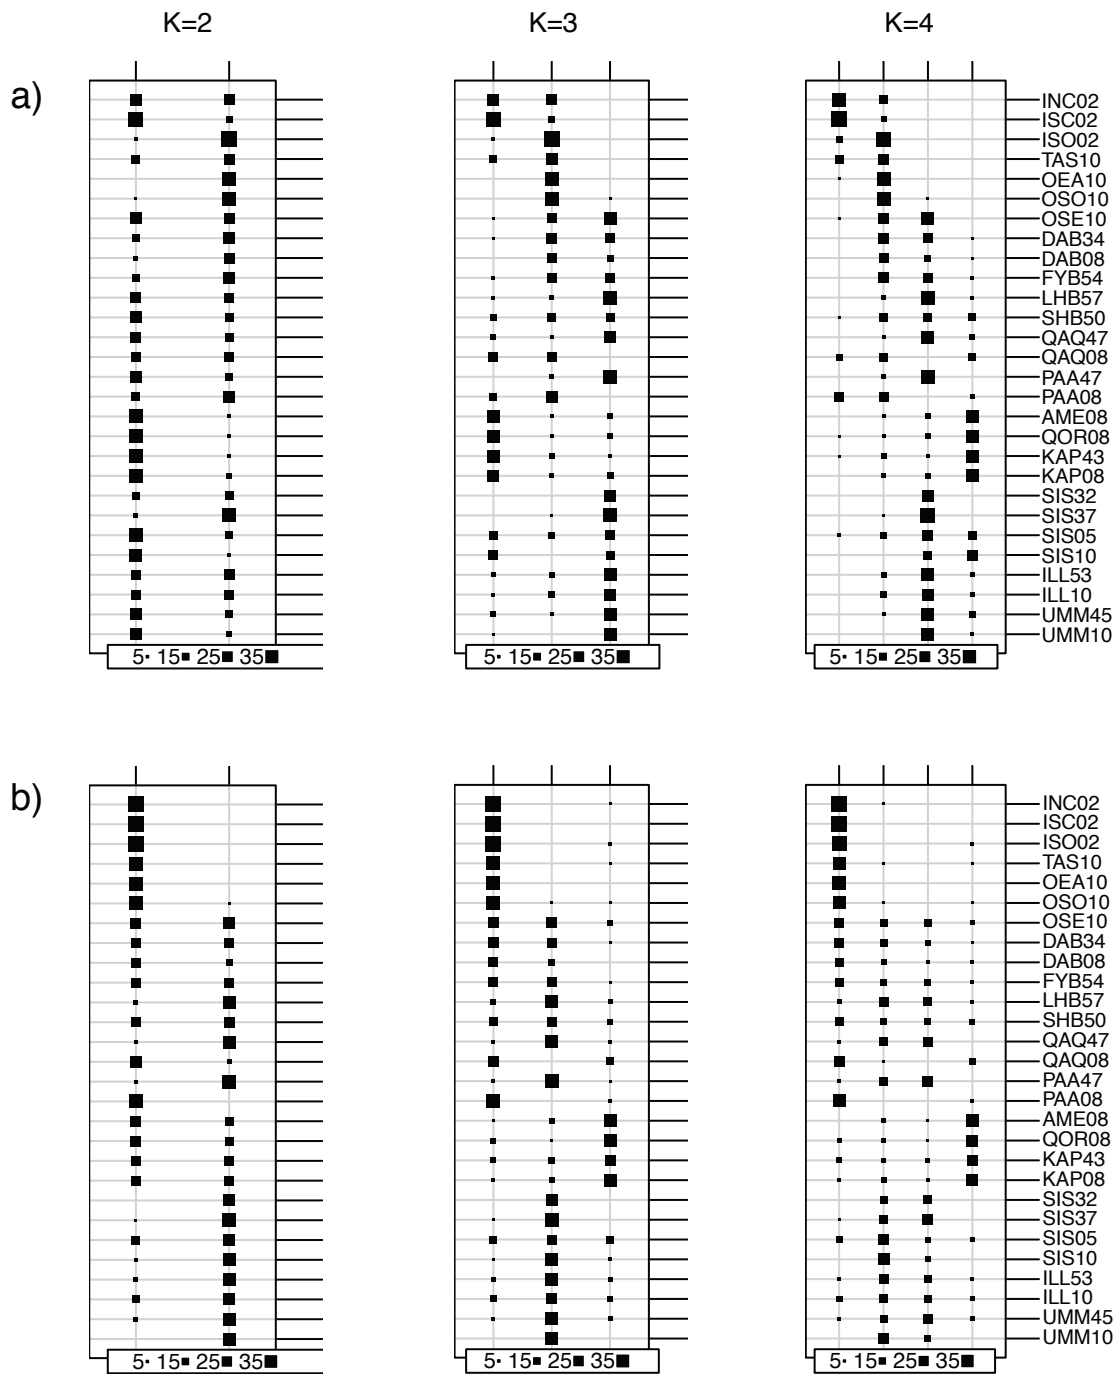 K=2 K=3 K=4
a)
INC02
ISC02
ISO02
TAS10
OEA10
OSO10
OSE10
DAB34
DAB08
FYB54
LHB57
SHB50
QAQ47
QAQ08
PAA47
PAA08
AME08
QOR08
KAP43
KAP08
SIS32
SIS37
SIS05
SIS10
ILL53
ILL10
UMM45
UMM10
5 15 25 35 5 15 25 35 5 15 25 35
b)
INC02
ISC02
ISO02
TAS10
OEA10
OSO10
OSE10
DAB34
DAB08
FYB54
LHB57
SHB50
QAQ47
QAQ08
PAA47
PAA08
AME08
QOR08
KAP43
KAP08
SIS32
SIS37
SIS05
SIS10
ILL53
ILL10
UMM45
UMM10
5 15 25 35 5 15 25 35 5 15 25 35